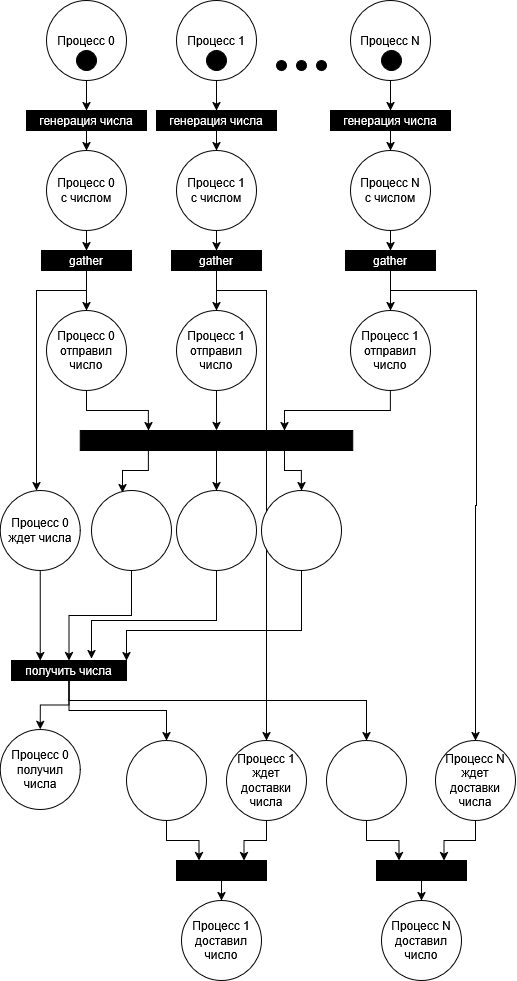 Процесс 0
Процесс 1
Процесс N
генерация числа
генерация числа
генерация числа
Процесс 0
с числом
Процесс 1
с числом
Процесс N
с числом
gather
gather
gather
Процесс 0
отправил
число
Процесс 1
отправил
число
Процесс 1
отправил
число
Процесс 0
ждет числа
получить числа
Процесс 0
получил
числа
Процесс 1
ждет
доставки
числа
Процесс N
ждет
доставки
числа
Процесс 1
доставил
число
Процесс N
доставил
число